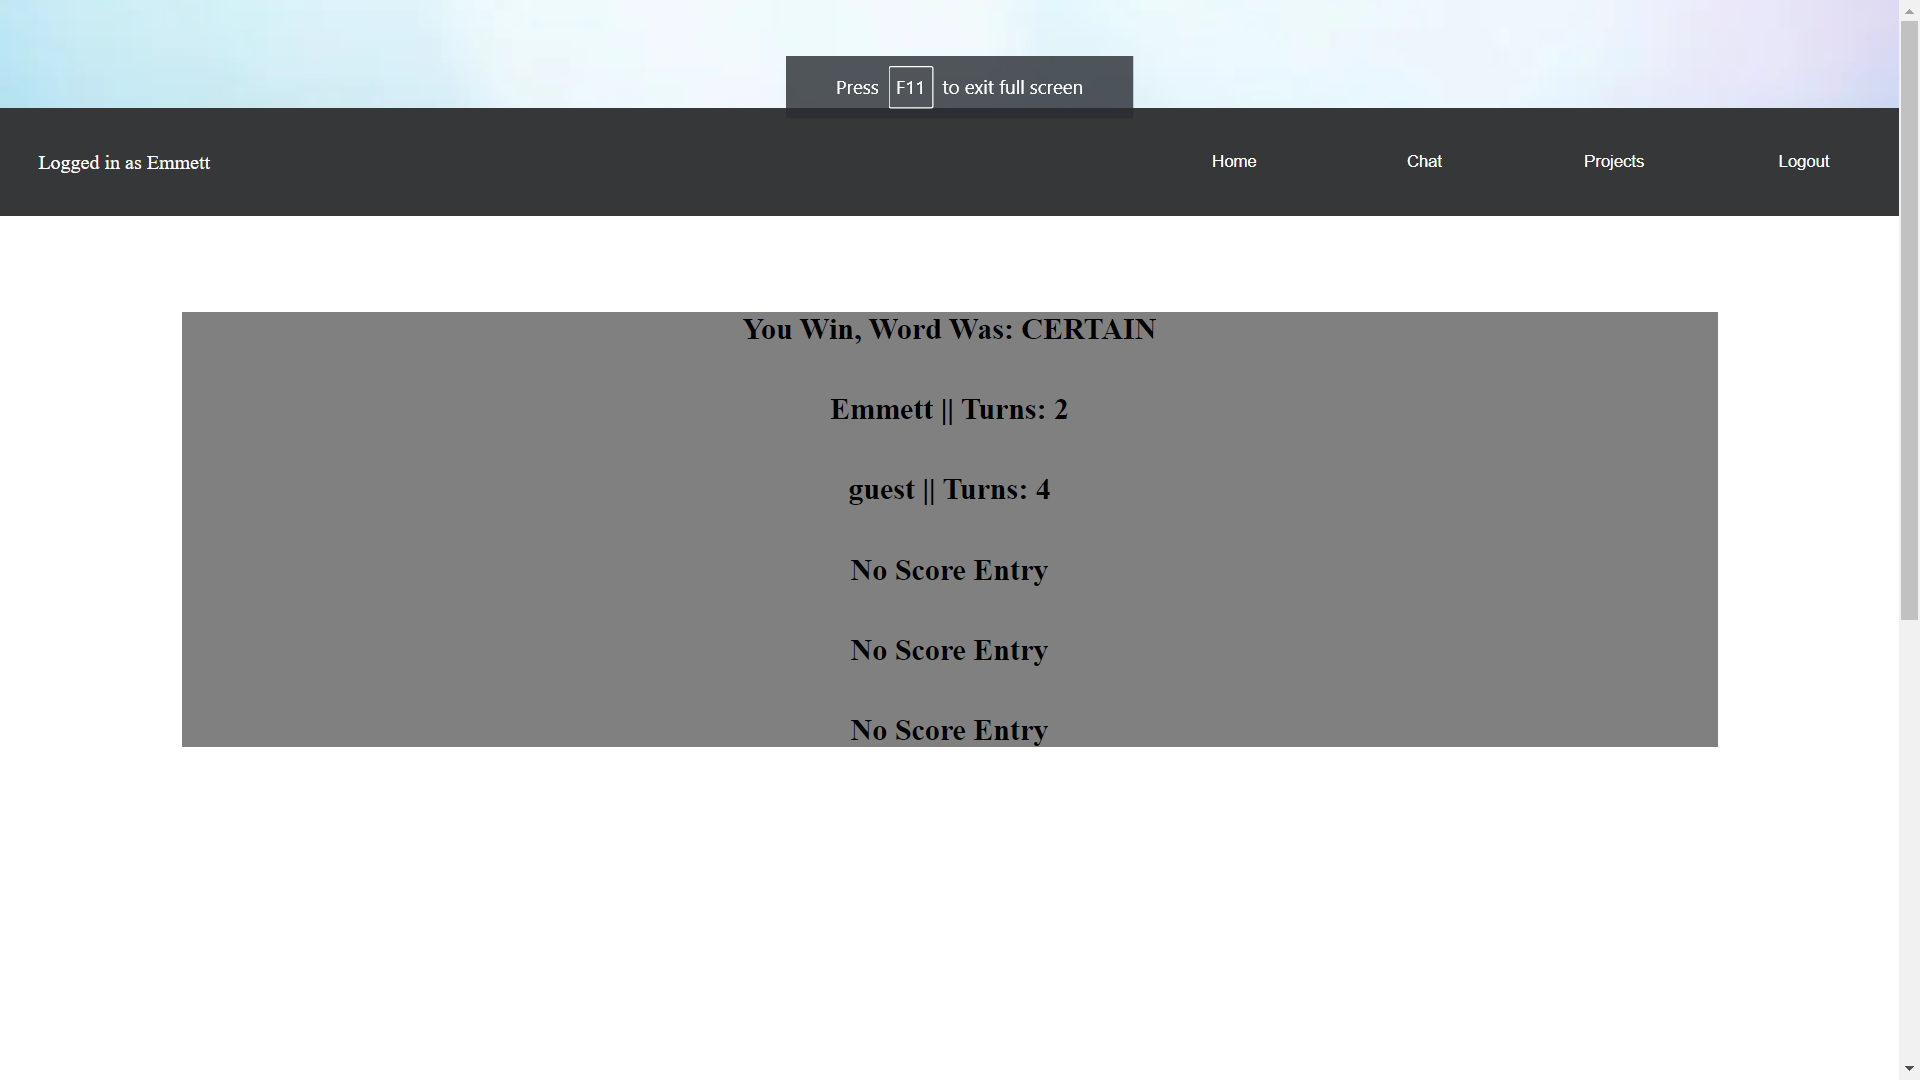 Press F11 to exit full screen
Logged in as Emmett
Home
Chat
Projects
Logout
You Win, Word Was: CERTAIN
Emmett || Turns: 2
guest || Turns: 4
No Score Entry
No Score Entry
No Score Entry